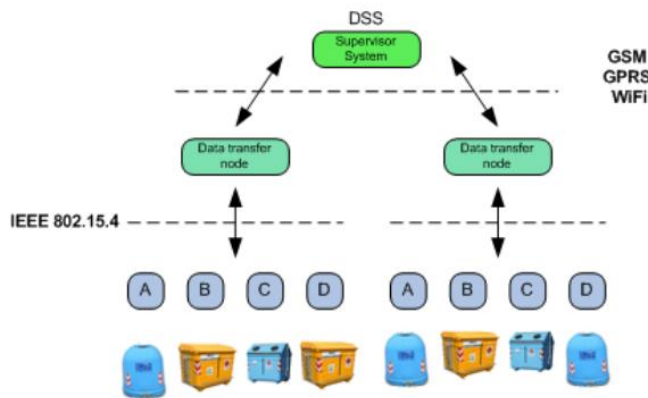 DSS
Supervisor
System
GSM
GPRS
WiFi
Data transfer
node
Data transfer
node
IEEE 802.15.4
A B C D
A B C D